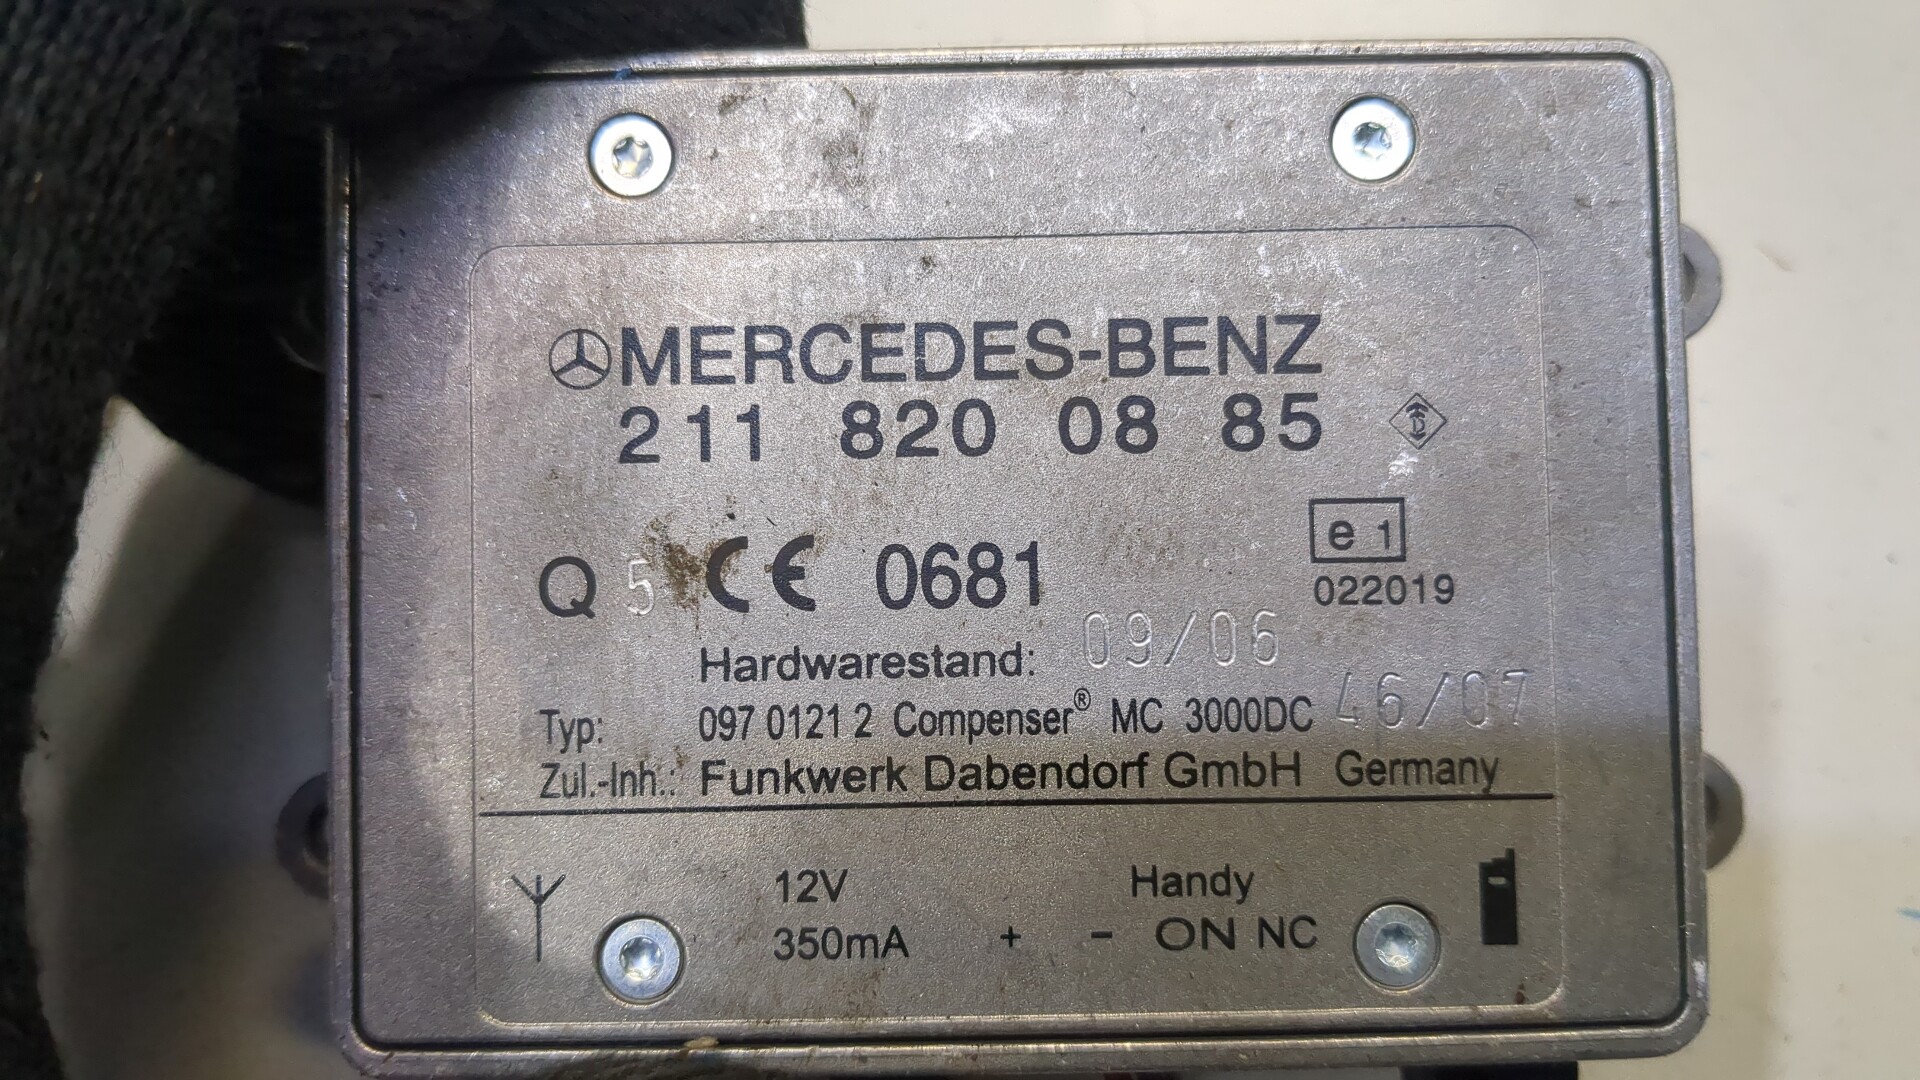 MERCEDES-BENZ
211 820 08 85
Q 5 CE 0681
e 1
022019
Hardwarestand: 09/06
Typ: 097 0121 2 Compenser® MC 3000DC 46/07
Zul.-Inh.: Funkwerk Dabendorf GmbH Germany
12V Handy
350mA + - ON NC